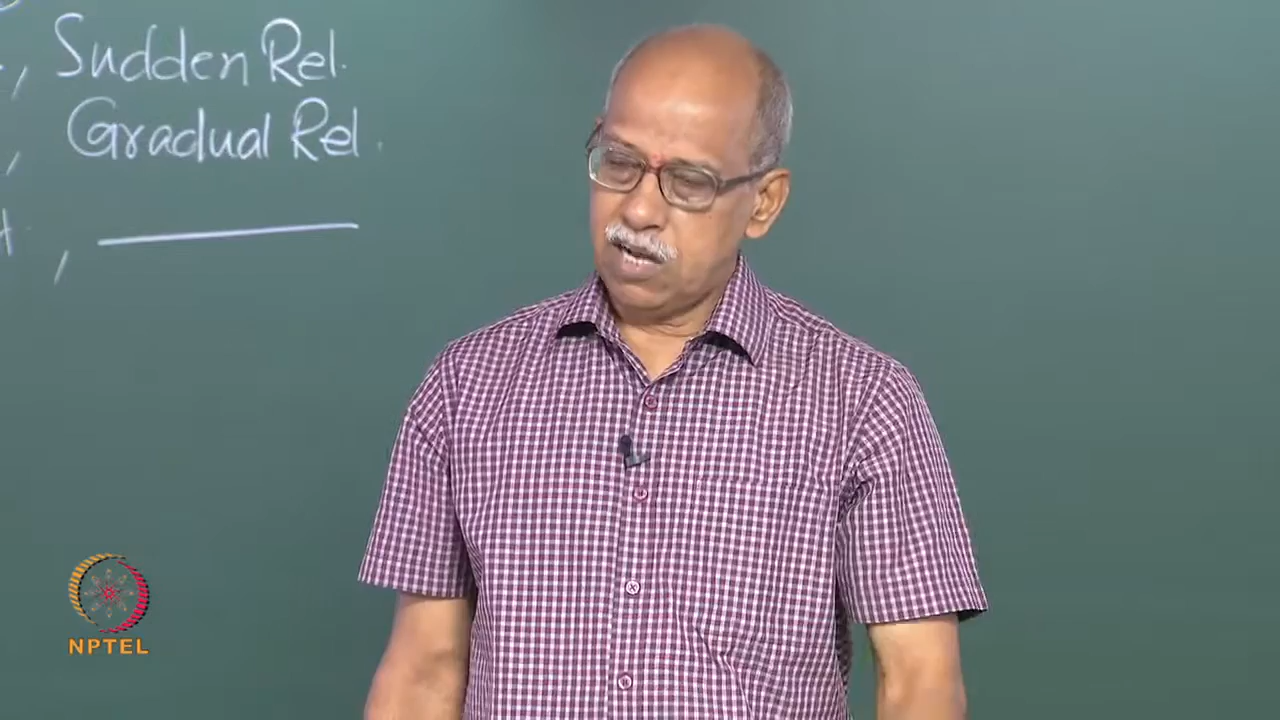 , Sudden Rel.
, Gradual Rel.
,
NPTEL